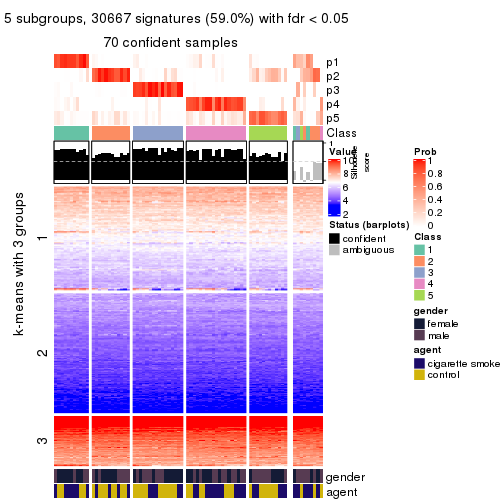 5 subgroups, 30667 signatures (59.0%) with fdr < 0.05
70 confident samples
p1
p2
p3
p4
p5
Class
1
Silhouette
score
k-means with 3 groups
1
2
3
gender
agent
Value
10
8
6
4
2
Status (barplots)
confident
ambiguous
Prob
1
0.8
0.6
0.4
0.2
0
Class
1
2
3
4
5
gender
female
male
agent
cigarette smoke
control